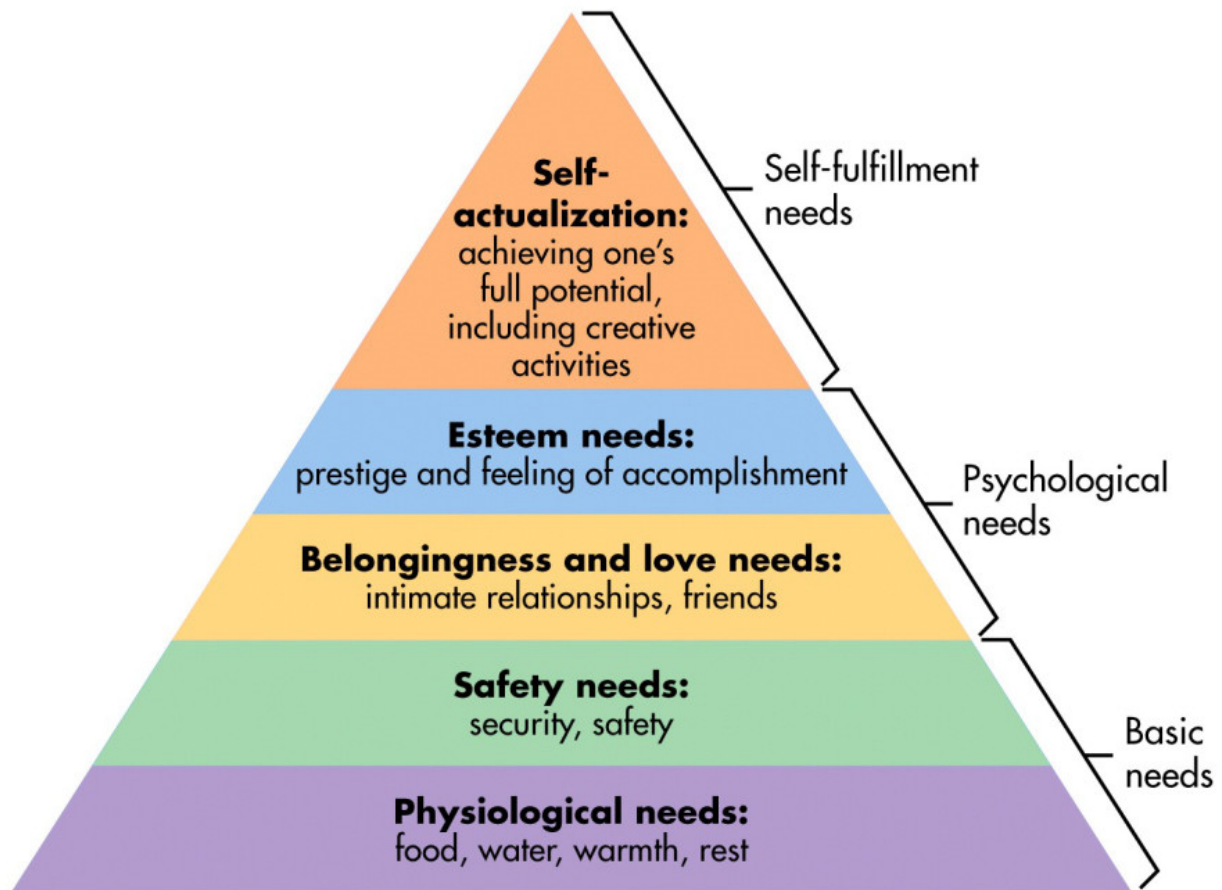 Self-
actualization:
achieving one's
full potential,
including creative
activities
Self-fulfillment
needs
Esteem needs:
prestige and feeling of accomplishment
Psychological
needs
Belongingness and love needs:
intimate relationships, friends
Safety needs:
security, safety
Basic
needs
Physiological needs:
food, water, warmth, rest